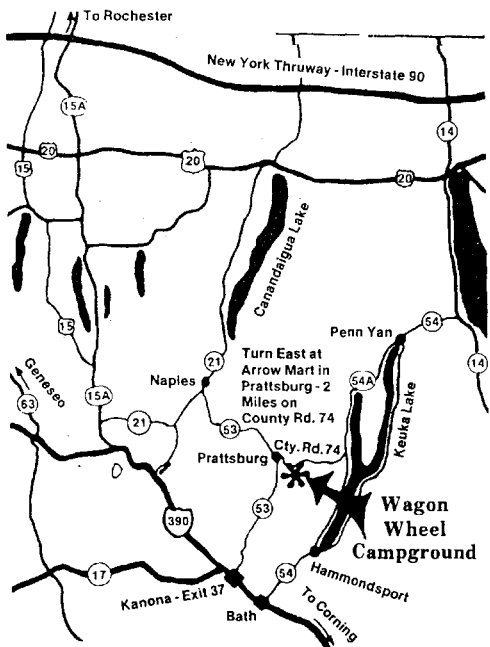 To Rochester
New York Thruway - Interstate 90
15A
14
20
20
15
20
Canandaigua Lake
15
Penn Yan
54
21
Turn East at
Arrow Mart in
Prattsburg - 2
Miles on
County Rd. 74
14
Geneseo
Naples
54A
63
15A
21
53
Keuka Lake
Cty. Rd. 74
Prattsburg
Wagon
Wheel
Campground
390
53
17
54
Hammondsport
Kanona - Exit 37
Bath
To Corning